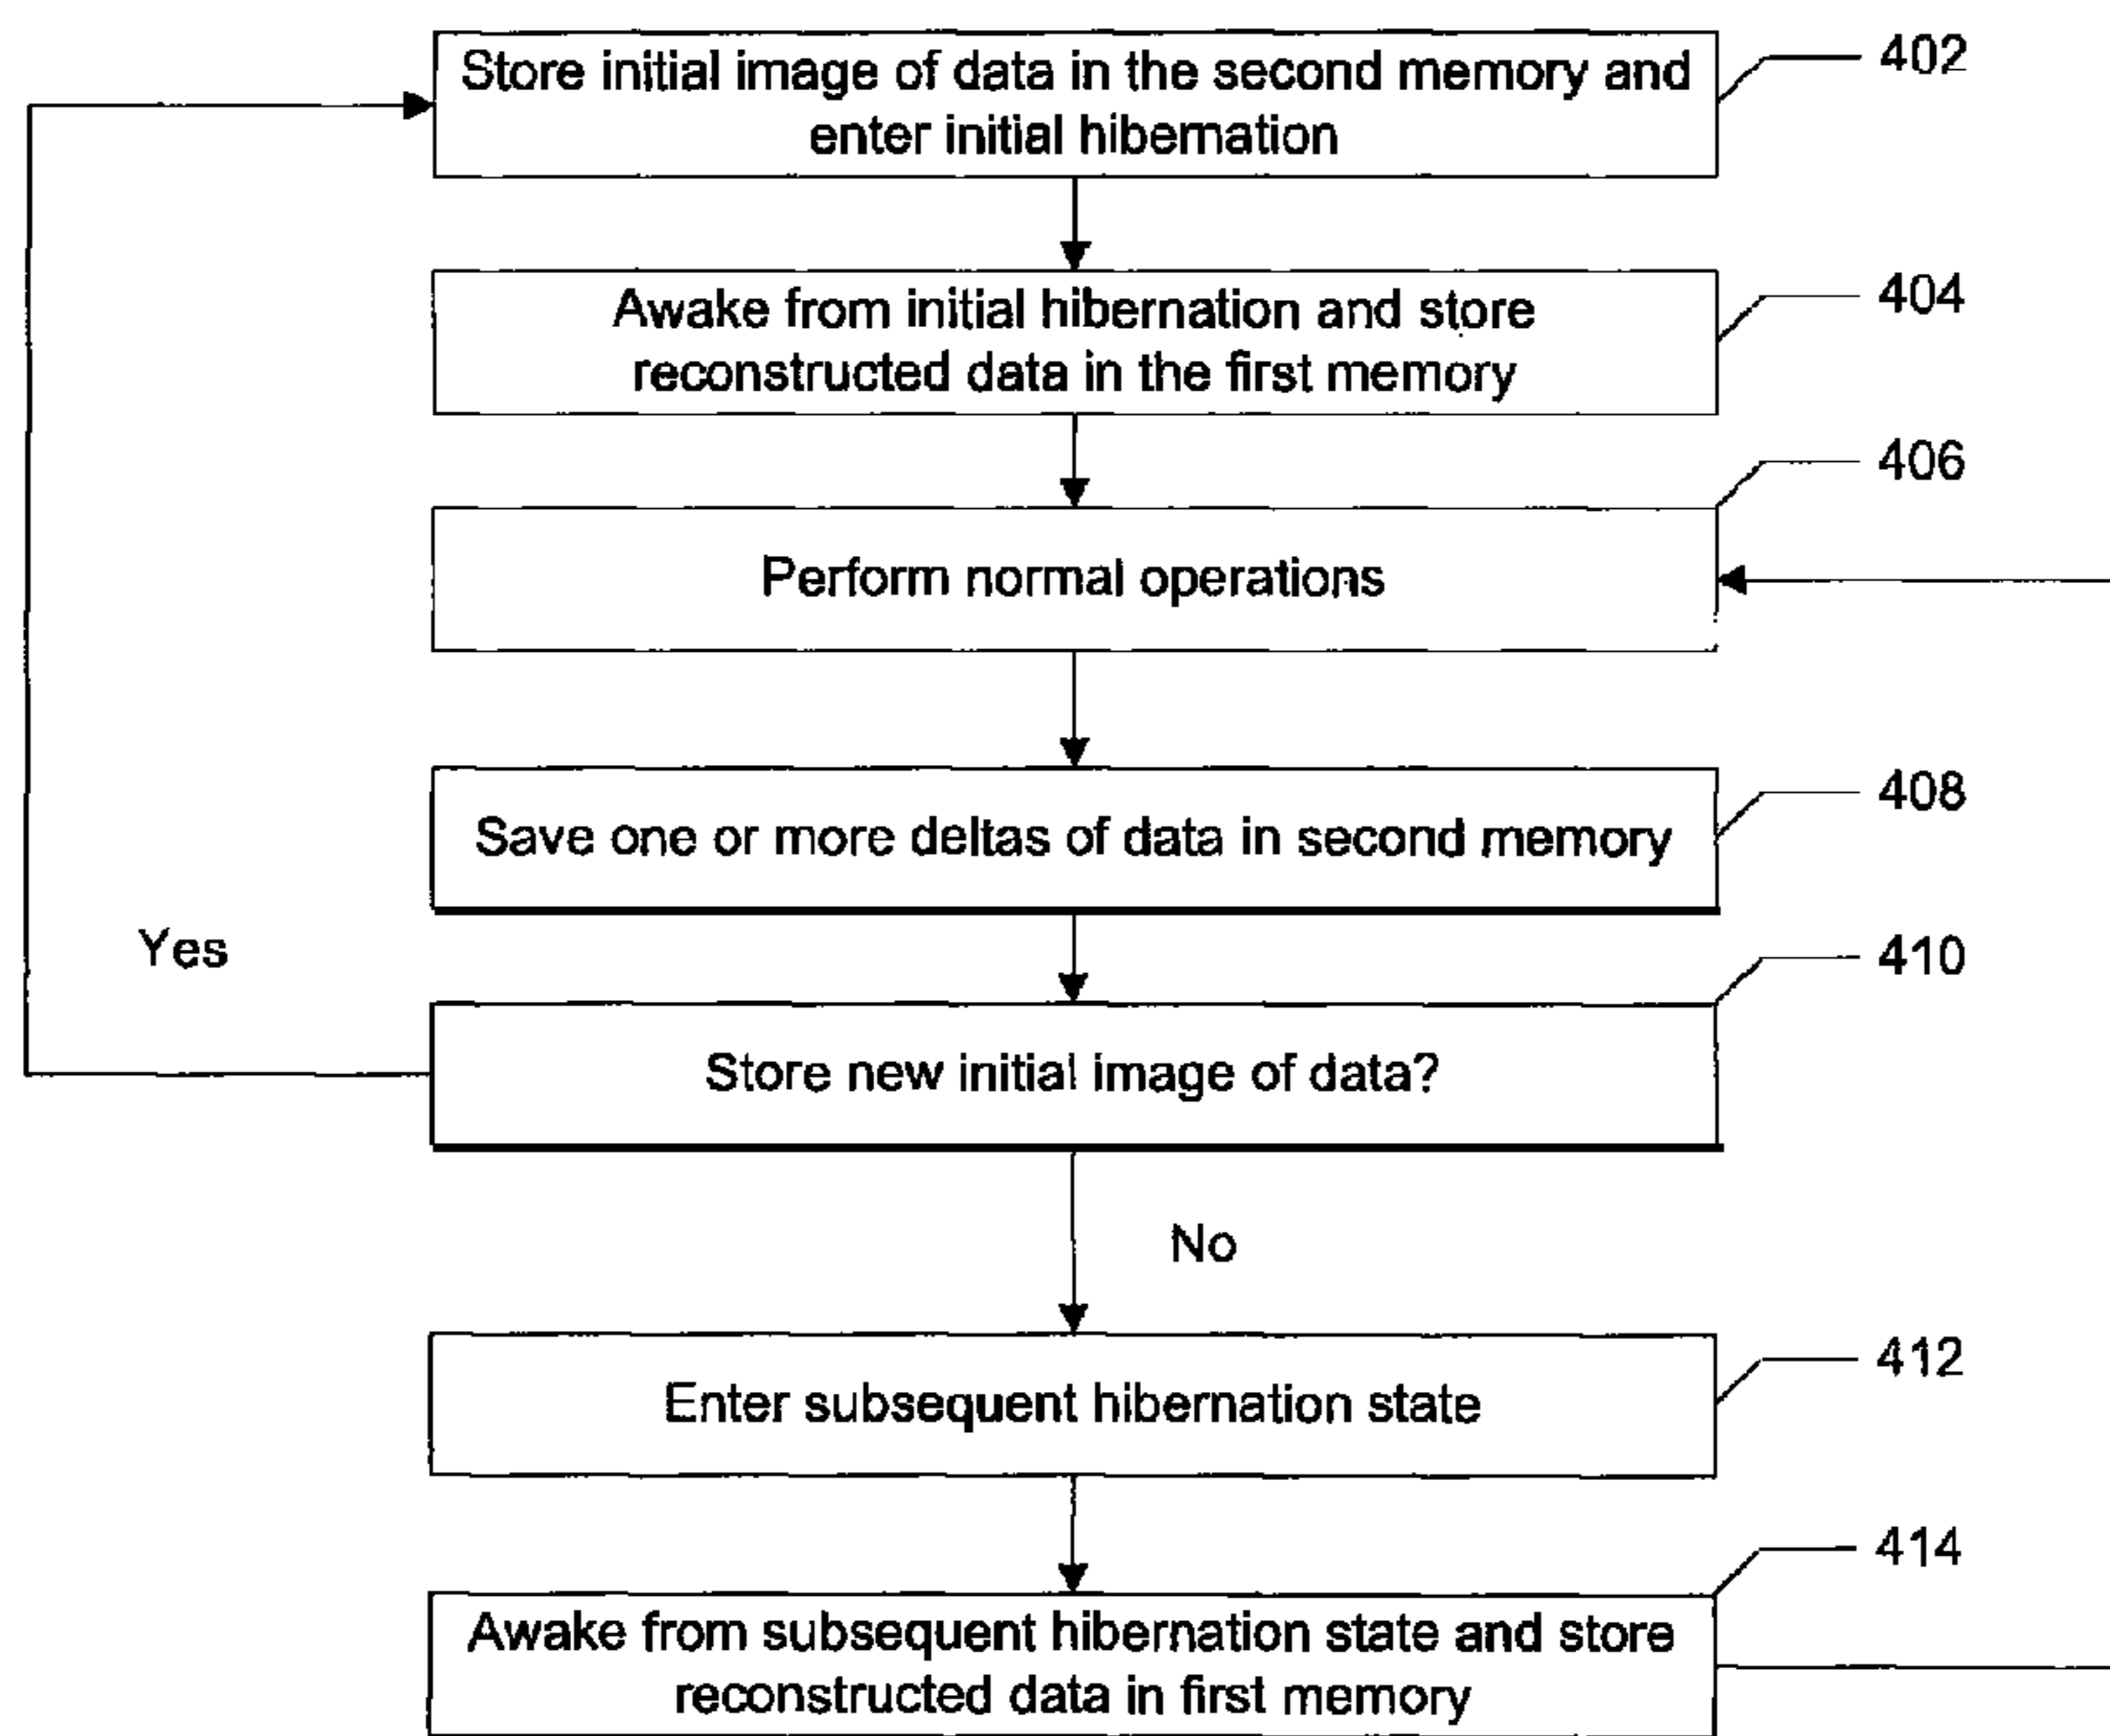 Store initial image of data in the second memory and
enter initial hibernation
402
Awake from initial hibernation and store
reconstructed data in the first memory
404
Perform normal operations
406
Save one or more deltas of data in second memory
408
Yes
Store new initial image of data?
410
No
Enter subsequent hibernation state
412
Awake from subsequent hibernation state and store
reconstructed data in first memory
414